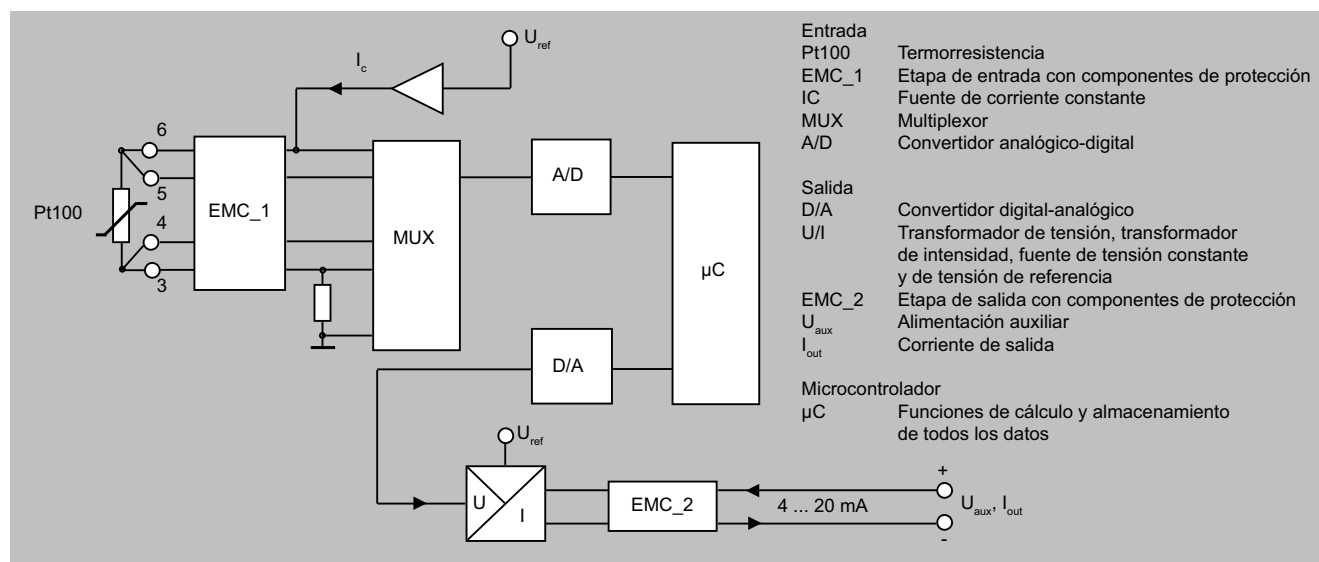 U_ref
I_c
6
5
Pt100
4
3
EMC_1
MUX
A/D
µC
D/A
U_ref
U
I
EMC_2
4 ... 20 mA
+
U_aux, I_out
-
Entrada
Pt100 Termorresistencia
EMC_1 Etapa de entrada con componentes de protección
IC Fuente de corriente constante
MUX Multiplexor
A/D Convertidor analógico-digital
Salida
D/A Convertidor digital-analógico
U/I Transformador de tensión, transformador
de intensidad, fuente de tensión constante
y de tensión de referencia
EMC_2 Etapa de salida con componentes de protección
U_aux Alimentación auxiliar
I_out Corriente de salida
Microcontrolador
µC Funciones de cálculo y almacenamiento
de todos los datos